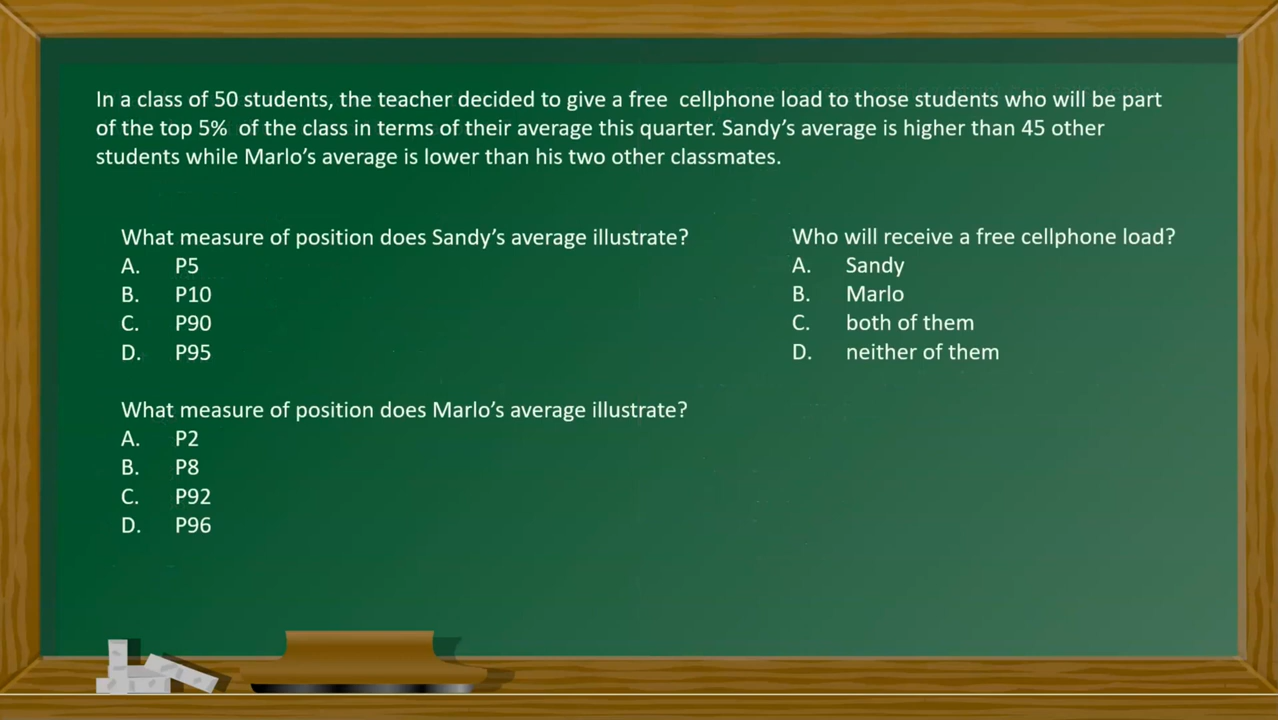 In a class of 50 students, the teacher decided to give a free cellphone load to those students who will be part
of the top 5% of the class in terms of their average this quarter. Sandy's average is higher than 45 other
students while Marlo's average is lower than his two other classmates.
What measure of position does Sandy's average illustrate?
A. P5
B. P10
C. P90
D. P95
What measure of position does Marlo's average illustrate?
A. P2
B. P8
C. P92
D. P96
Who will receive a free cellphone load?
A. Sandy
B. Marlo
C. both of them
D. neither of them